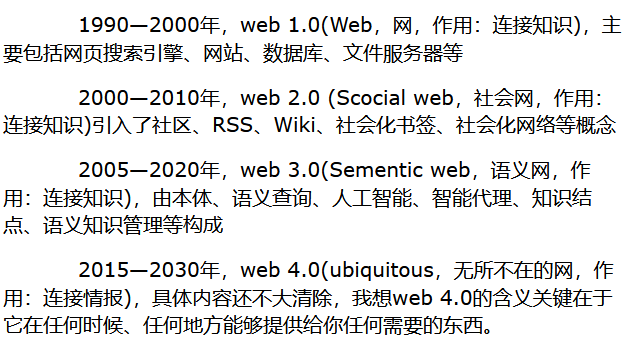 1990—2000年，web 1.0(Web，网，作用：连接知识)，主
要包括网页搜索引擎、网站、数据库、文件服务器等
2000—2010年，web 2.0 (Scocial web，社会网，作用：
连接知识)引入了社区、RSS、Wiki、社会化书签、社会化网络等概念
2005—2020年，web 3.0(Sementic web，语义网，作
用：连接知识)，由本体、语义查询、人工智能、智能代理、知识结
点、语义知识管理等构成
2015—2030年，web 4.0(ubiquitous，无所不在的网，作
用：连接情报)，具体内容还不大清除，我想web 4.0的含义关键在于
它在任何时候、任何地方能够提供给你任何需要的东西。